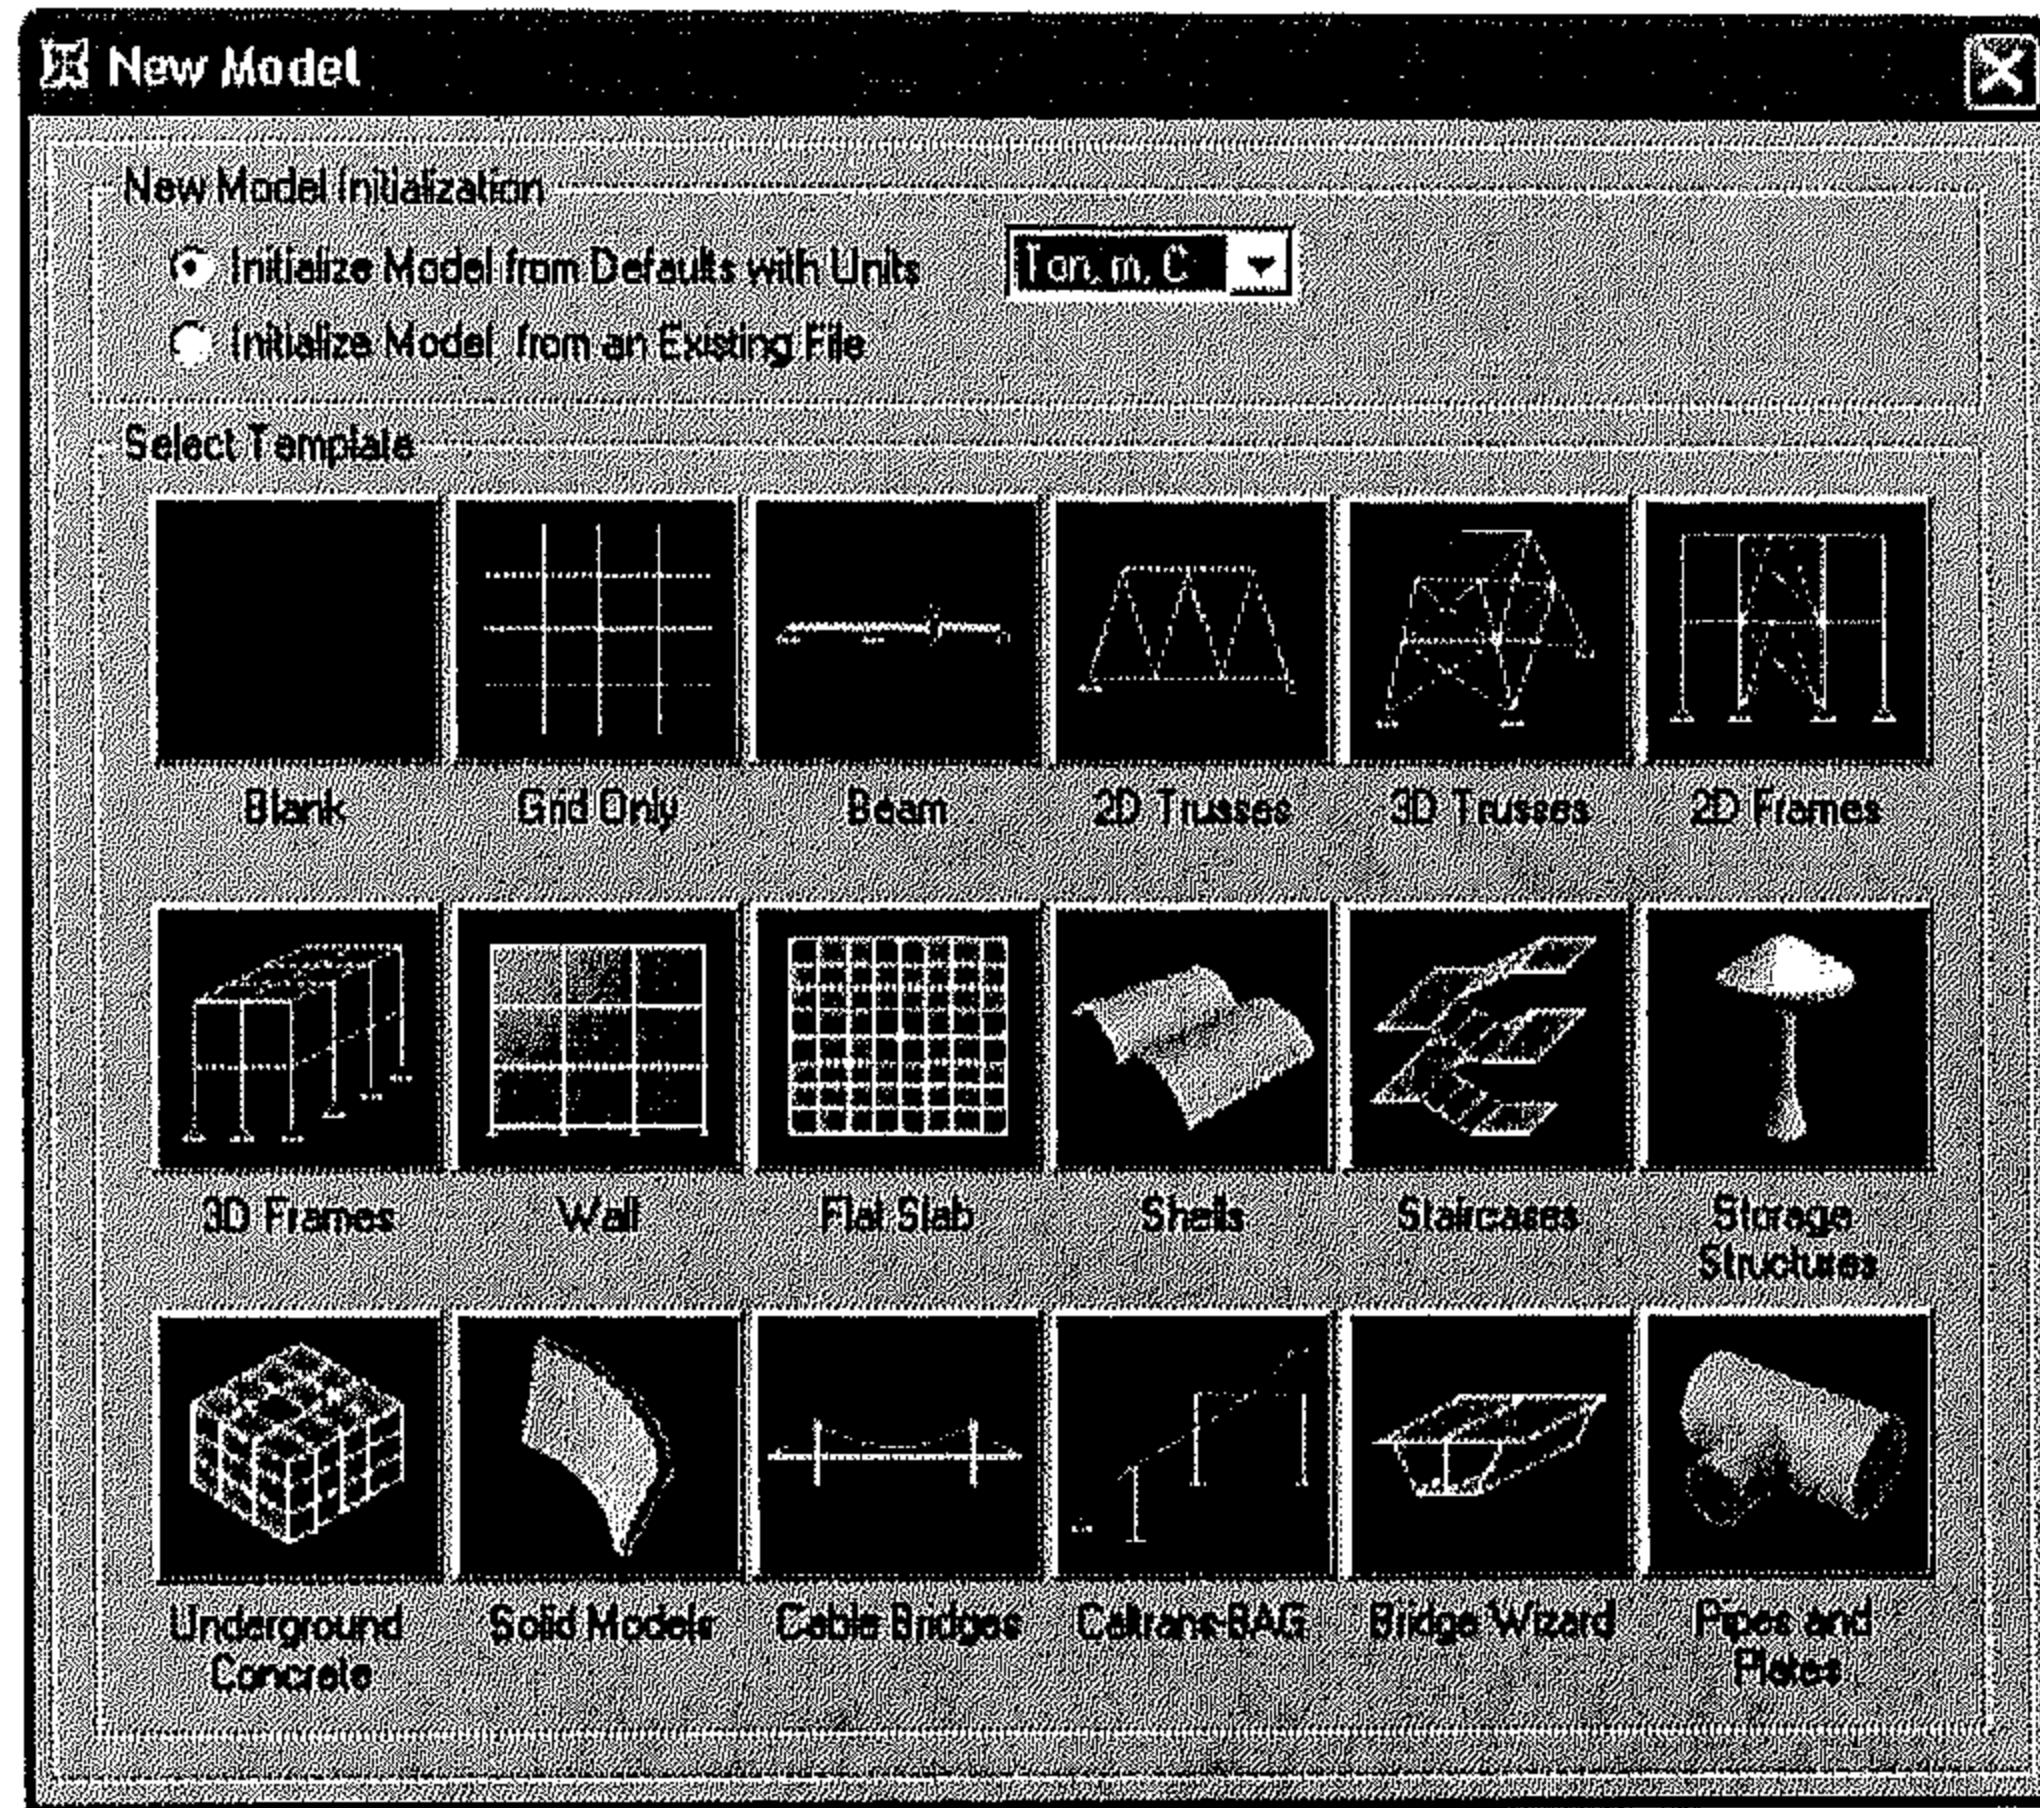 New Model
New Model Initialization
Initialize Model from Defaults with Units
Ton, m, C
Initialize Model from an Existing File
Select Template
Blank
Grid Only
Beam
2D Trusses
3D Trusses
2D Frames
3D Frames
Wall
Flat Slab
Shells
Staircases
Storage
Structures
Underground
Concrete
Solid Models
Cable Bridges
Caltrans-BAG
Bridge Wizard
Pipes and
Plates